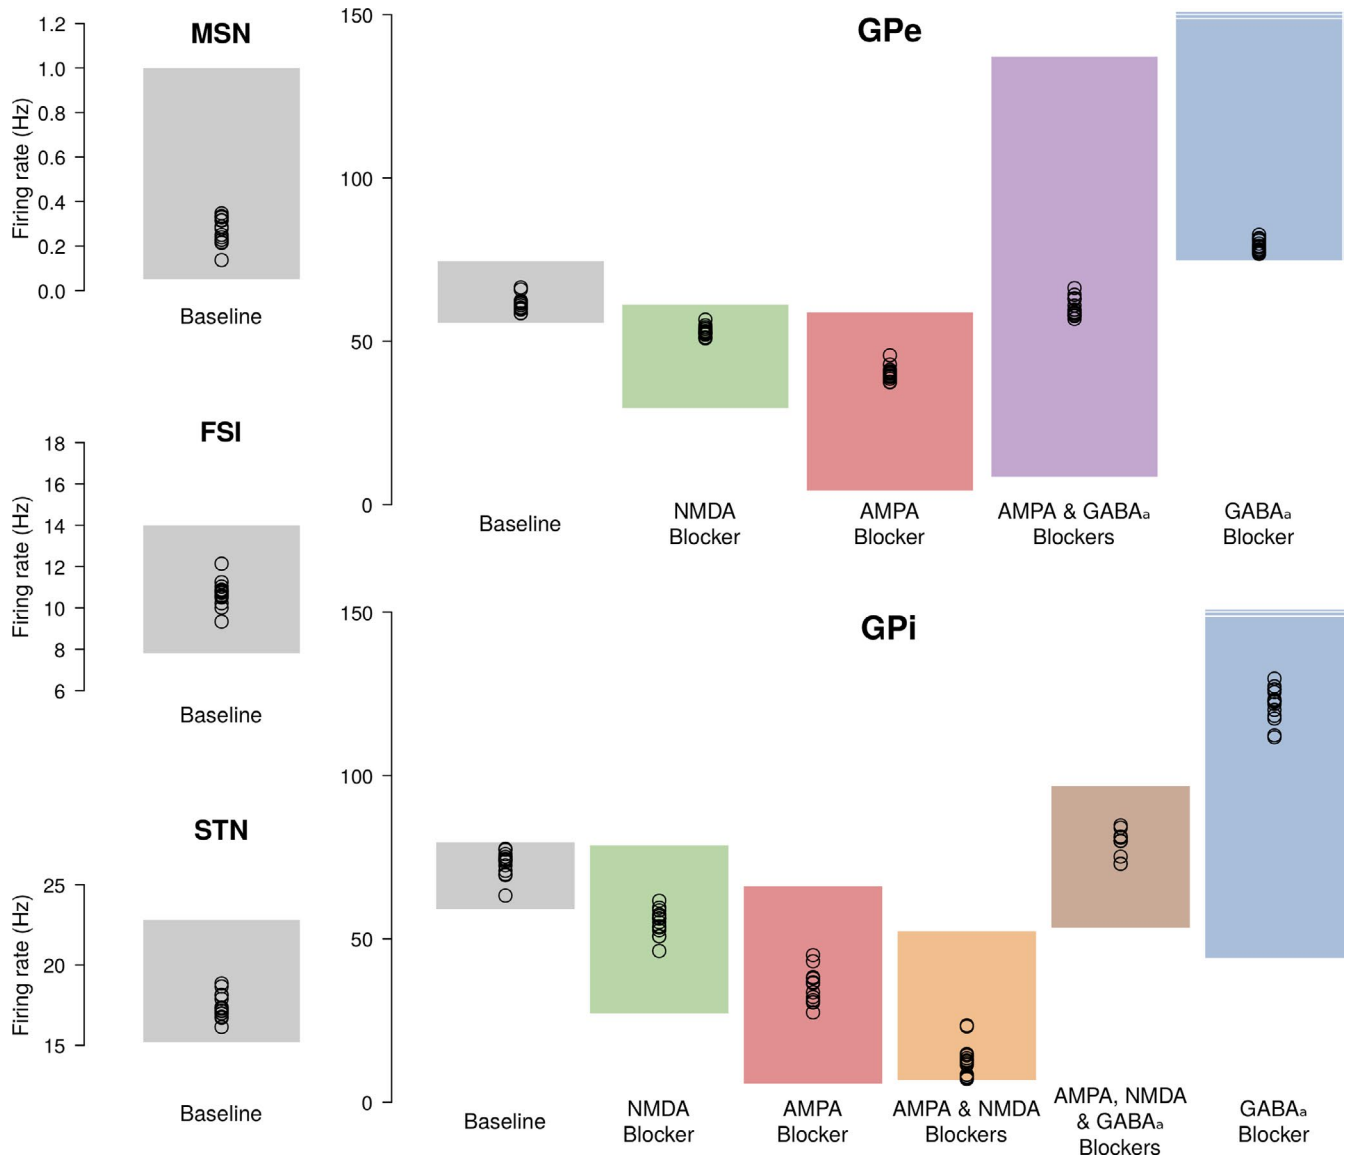 MSN
Firing rate (Hz)
1.2
1.0
0.8
0.6
0.4
0.2
0.0
Baseline
FSI
Firing rate (Hz)
18
16
14
12
10
8
6
Baseline
STN
Firing rate (Hz)
25
20
15
Baseline
GPe
150
100
50
0
Baseline
NMDA
Blocker
AMPA
Blocker
AMPA & GABAₐ
Blockers
GABAₐ
Blocker
GPi
150
100
50
0
Baseline
NMDA
Blocker
AMPA
Blocker
AMPA & NMDA
Blockers
AMPA, NMDA
& GABAₐ
Blockers
GABAₐ
Blocker